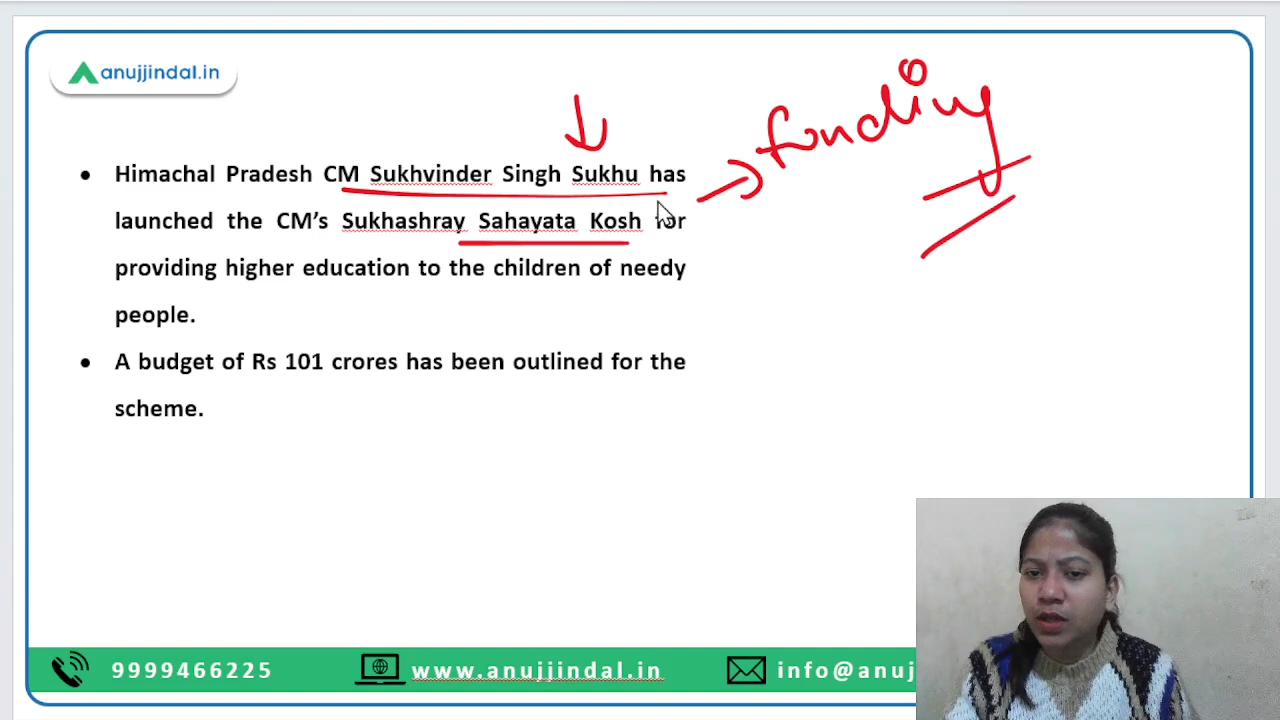 anujjindal.in
funding
Himachal Pradesh CM Sukhvinder Singh Sukhu has
launched the CM's Sukhashray Sahayata Kosh for
providing higher education to the children of needy
people.
A budget of Rs 101 crores has been outlined for the
scheme.
9999466225
www.anujjindal.in
info@anuj